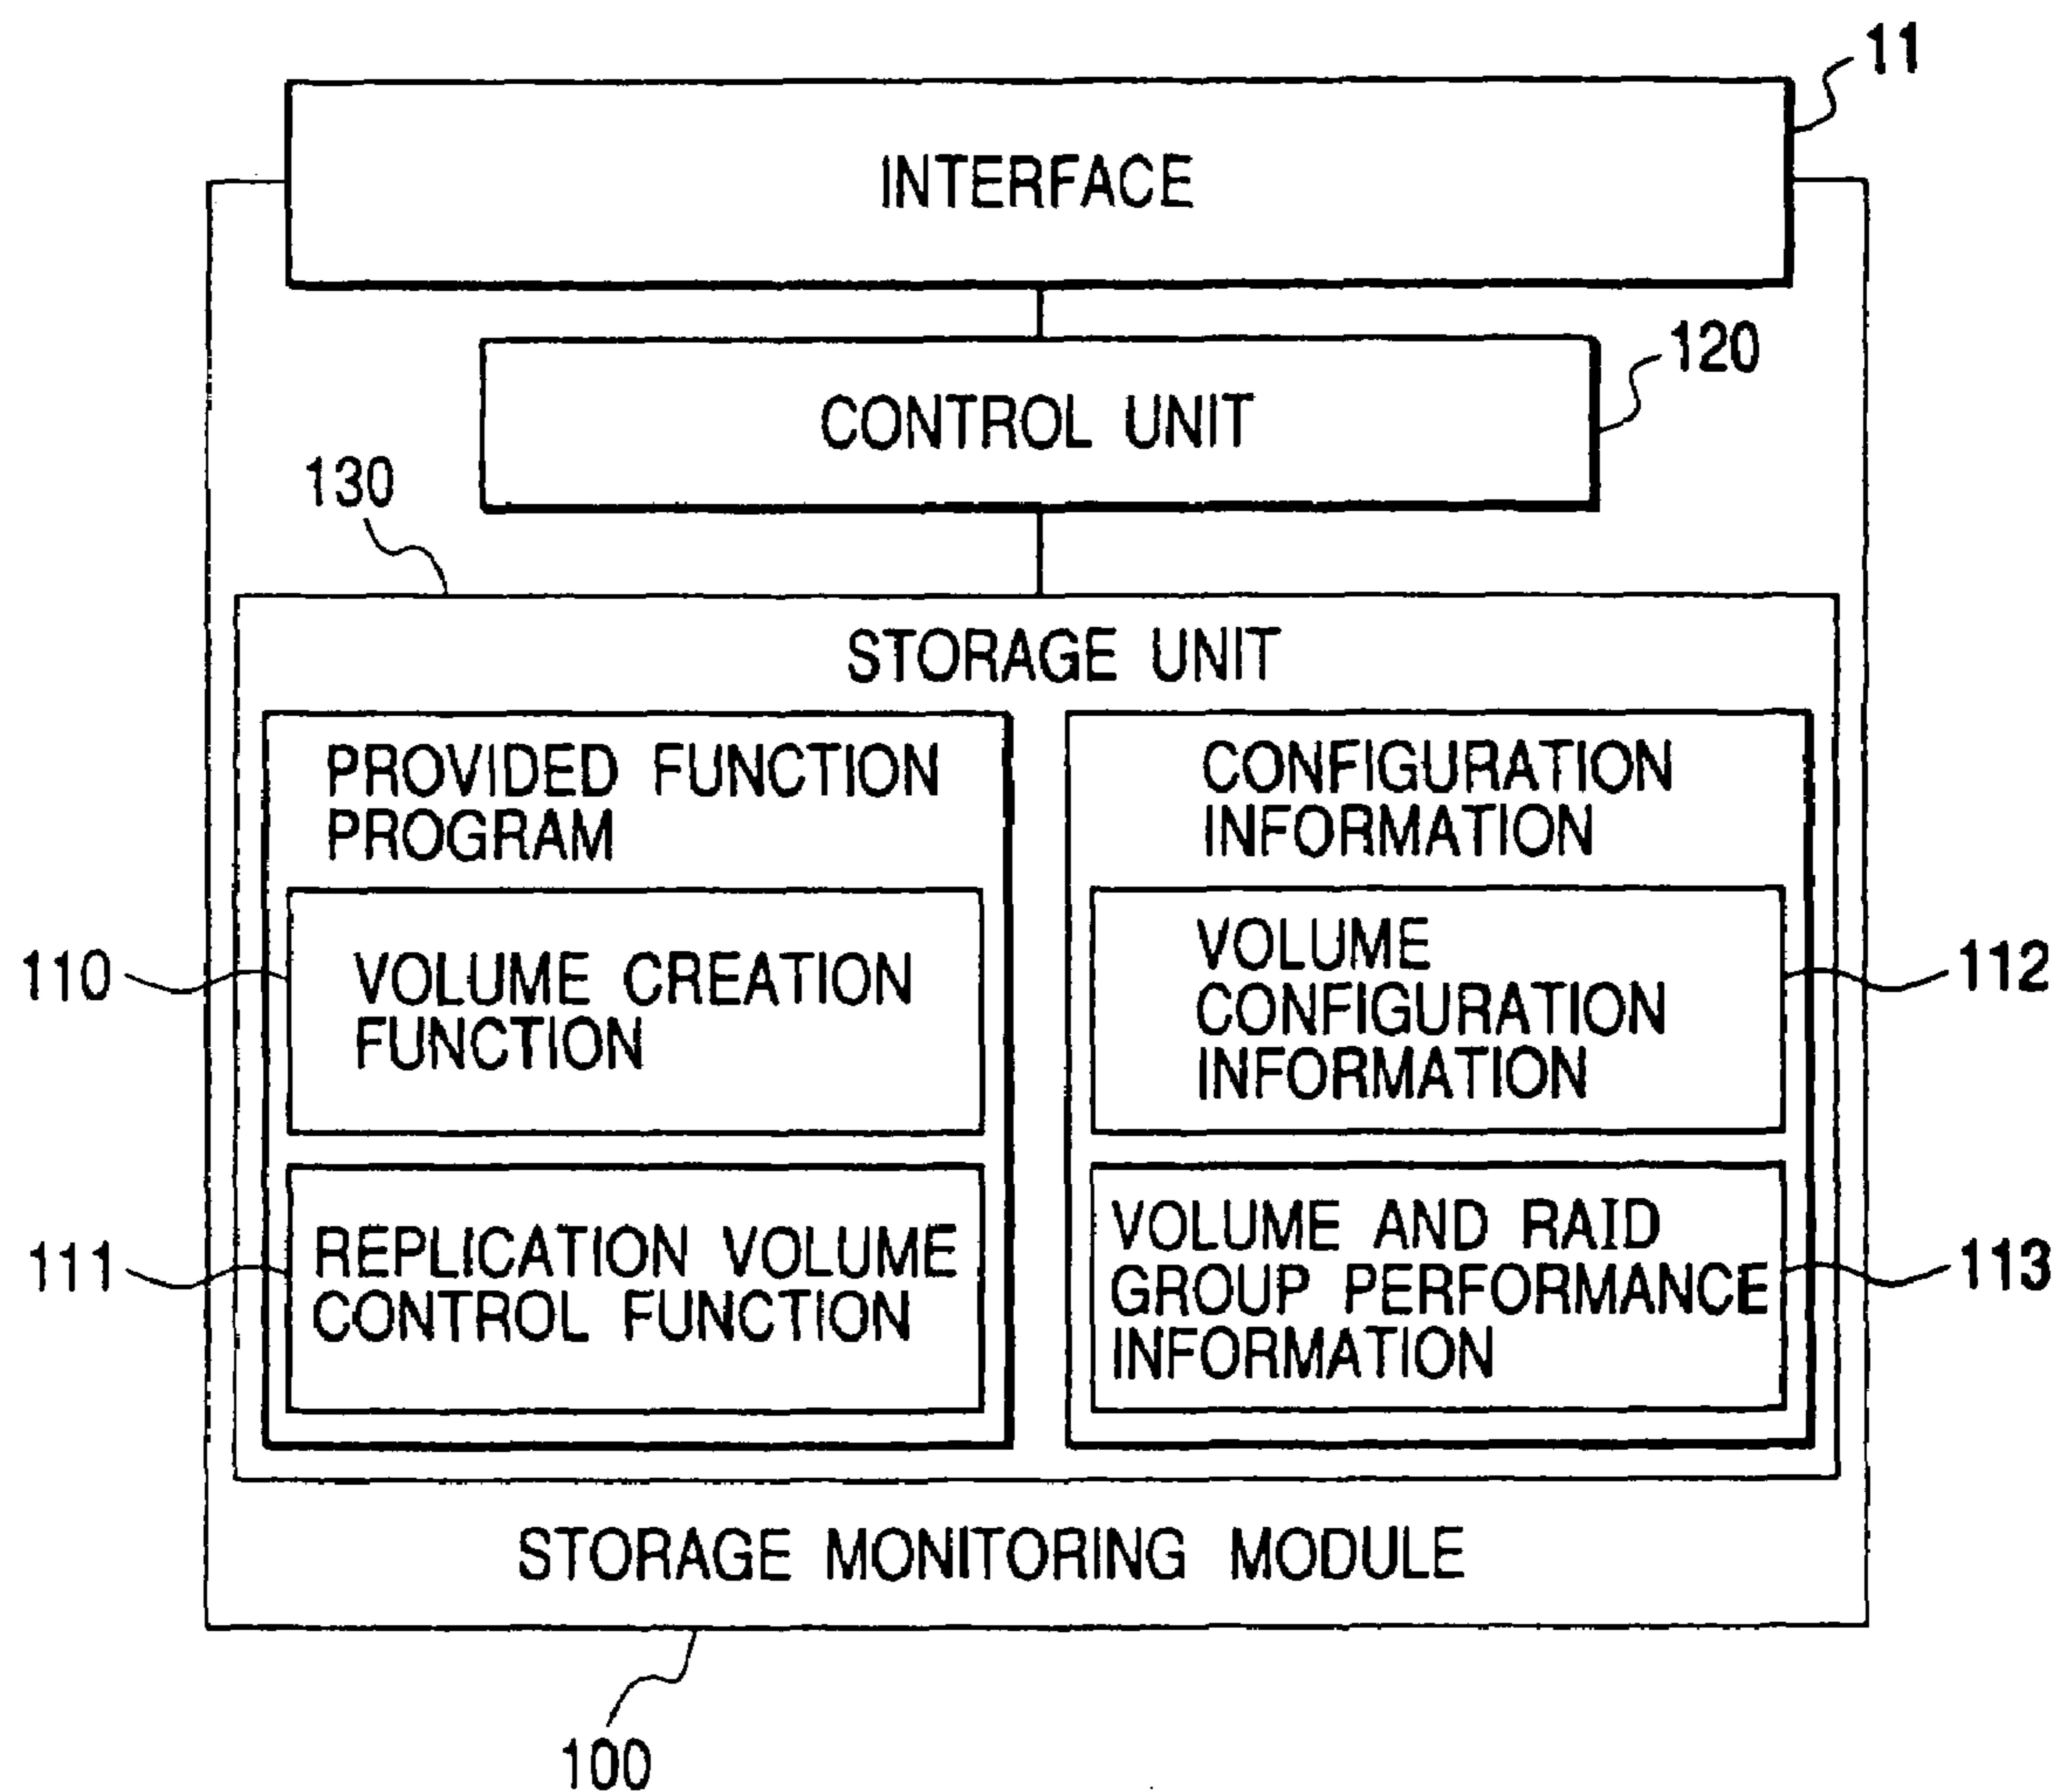 11
INTERFACE
120
CONTROL UNIT
130
STORAGE UNIT
PROVIDED FUNCTION
PROGRAM
CONFIGURATION
INFORMATION
110
VOLUME CREATION
FUNCTION
VOLUME
CONFIGURATION
INFORMATION
112
111
REPLICATION VOLUME
CONTROL FUNCTION
VOLUME AND RAID
GROUP PERFORMANCE
INFORMATION
113
STORAGE MONITORING MODULE
100